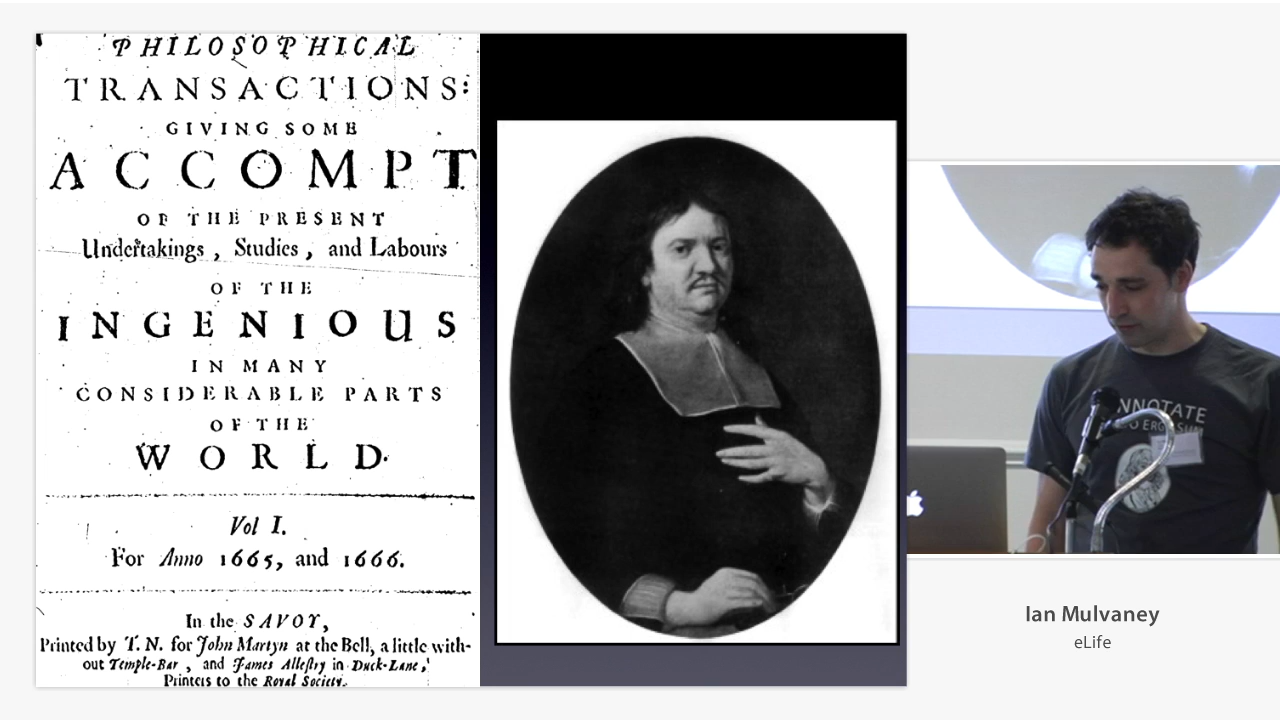 PHILOSOPHICAL
TRANSACTIONS:
GIVING SOME
ACCOMPT
OF THE PRESENT
Undertakings, Studies, and Labours
OF THE
INGENIOUS
IN MANY
CONSIDERABLE PARTS
OF THE
WORLD.
Vol I.
For Anno 1665, and 1666.
In the SAVOY,
Printed by T. N. for John Martyn at the Bell, a little with-
out Temple-Bar, and James Allestry in Duck-Lane,
Printers to the Royal Society.
NNOTATE
O ERGO SUM
Ian Mulvaney
eLife